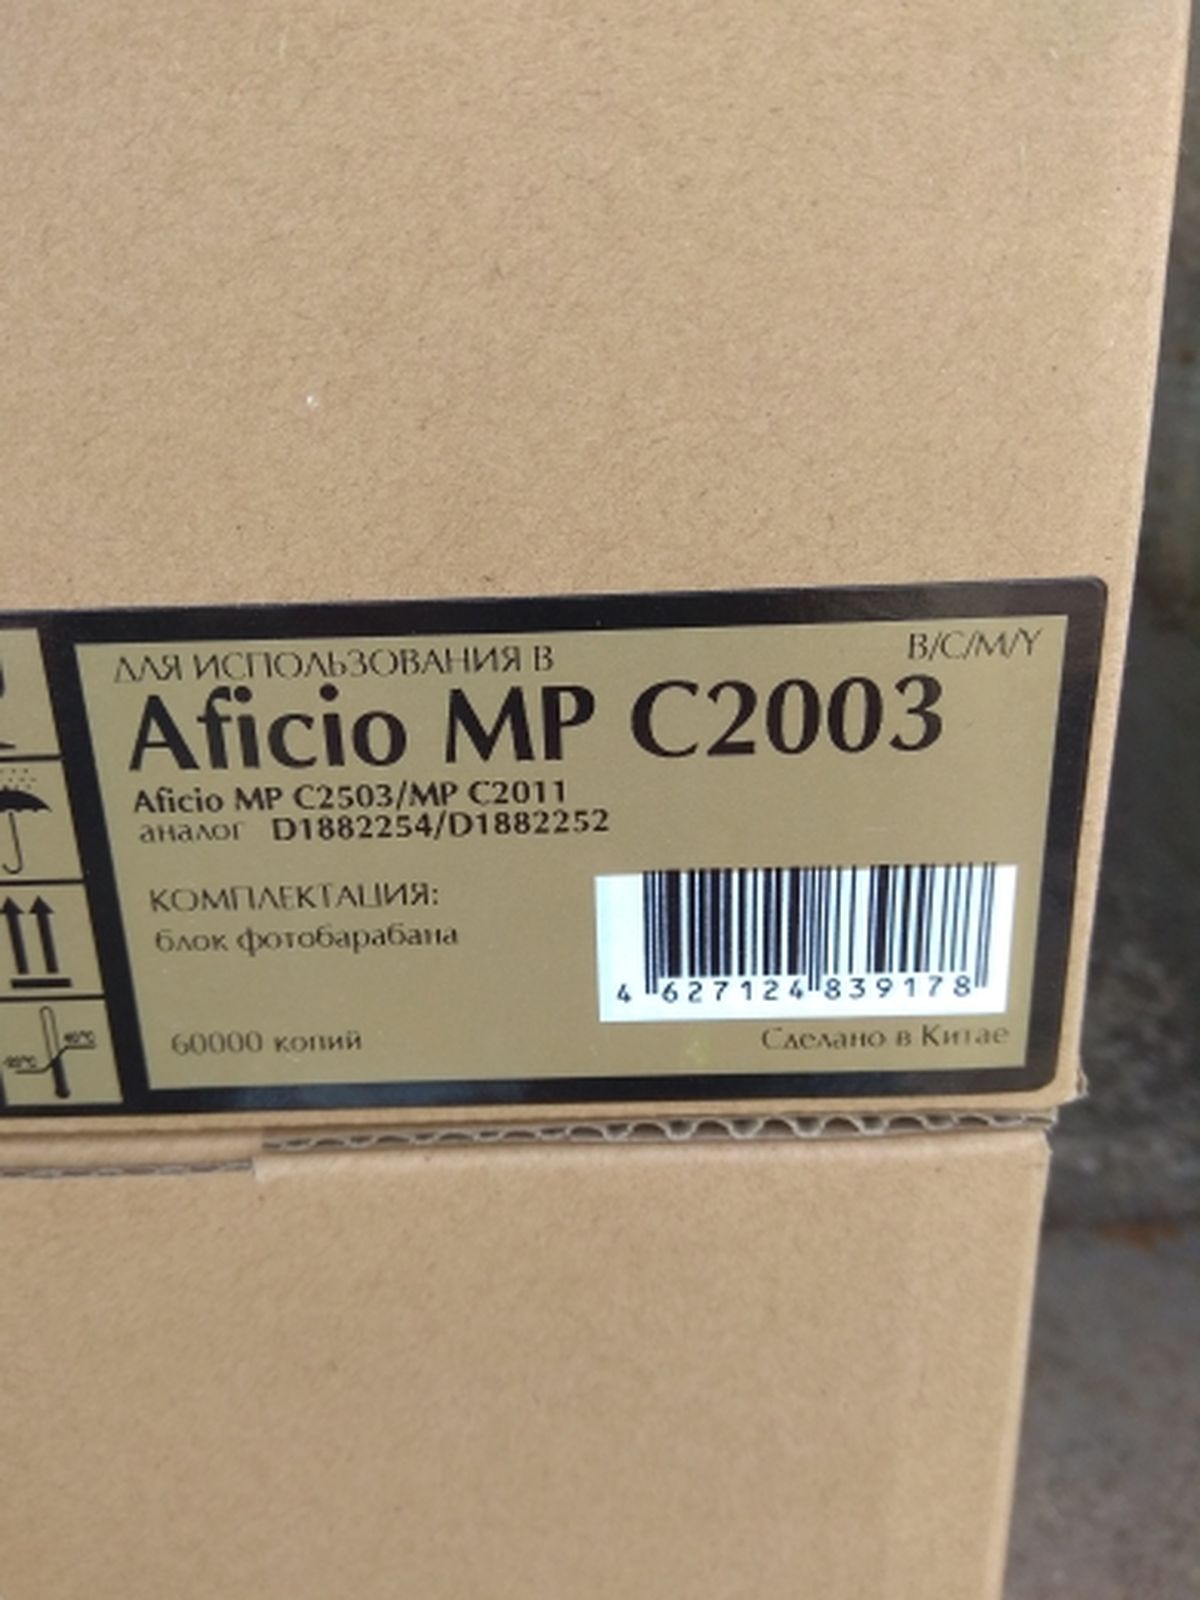 ДЛЯ ИСПОЛЬЗОВАНИЯ В
B/C/M/Y
Aficio MP C2003
Aficio MP C2503/MP C2011
аналог D1882254/D1882252
КОМПЛЕКТАЦИЯ:
блок фотобарабана
4 627124 839178
60000 копий
Сделано в Китае